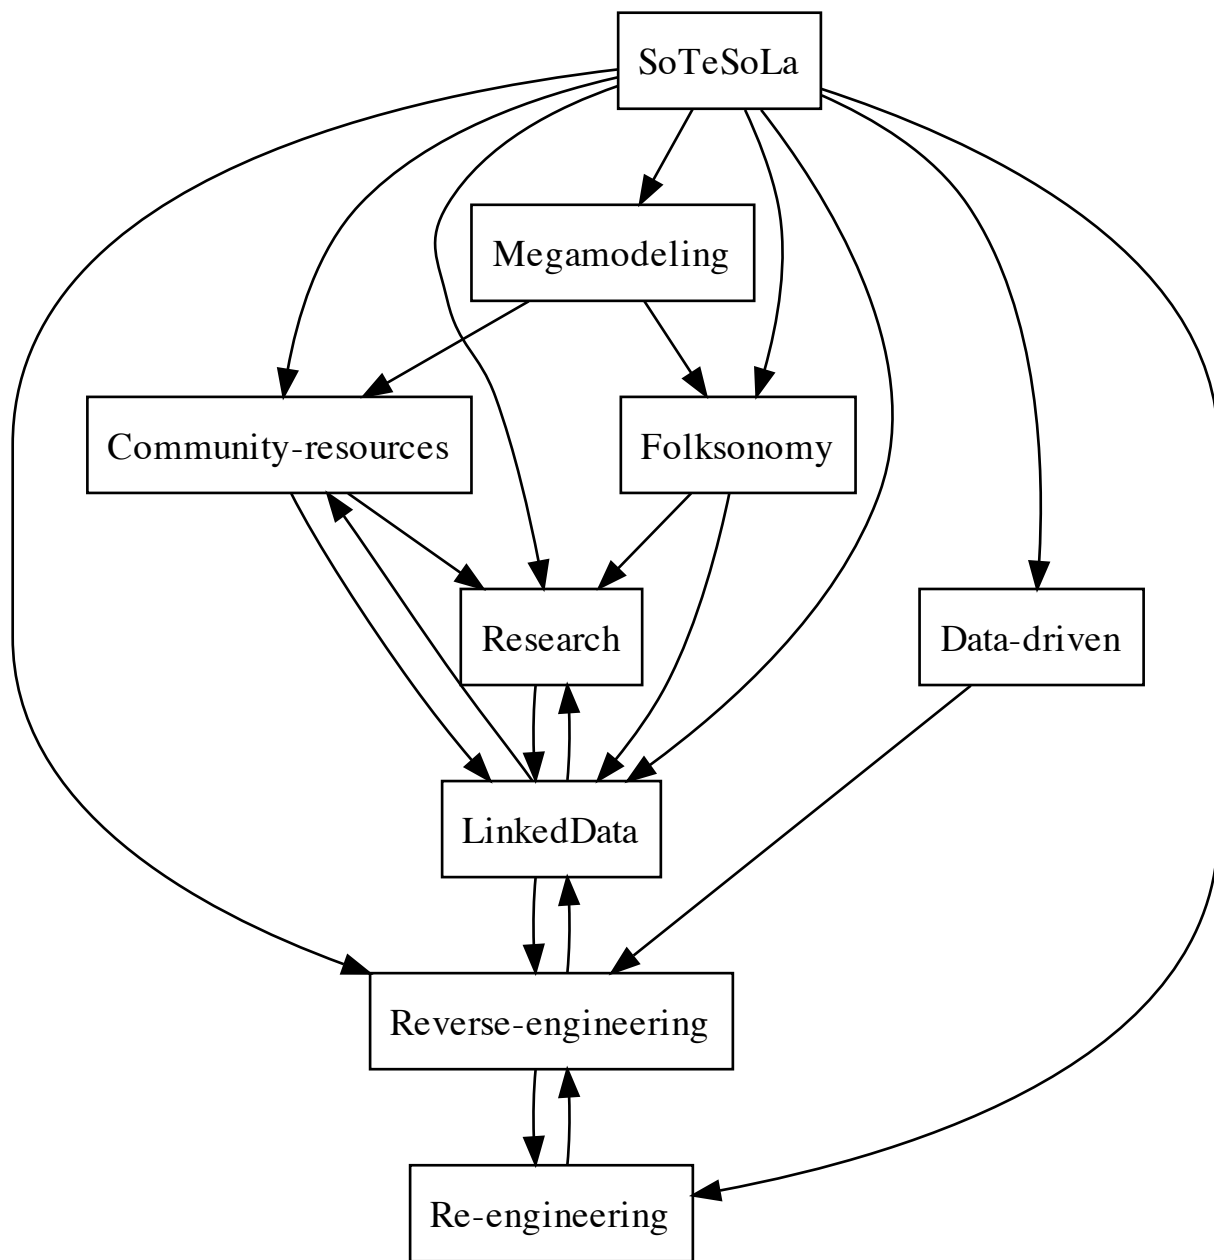 SoTeSoLa
Megamodeling
Community-resources
Folksonomy
Research
Data-driven
LinkedData
Reverse-engineering
Re-engineering